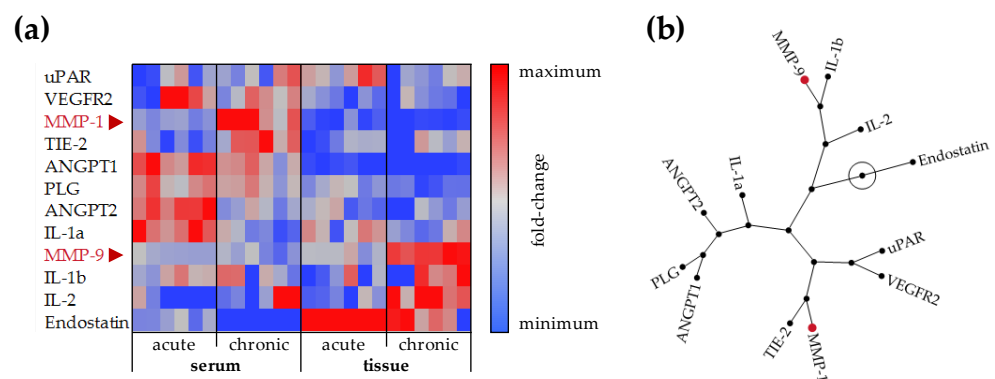 (a)
uPAR
VEGFR2
MMP-1
TIE-2
ANGPT1
PLG
ANGPT2
IL-1a
MMP-9
IL-1b
IL-2
Endostatin
acute chronic acute chronic
serum tissue
maximum
fold-change
minimum
(b)
MMP-9
IL-1b
IL-2
Endostatin
IL-1a
ANGPT2
PLG
ANGPT1
uPAR
VEGFR2
TIE-2
MMP-1